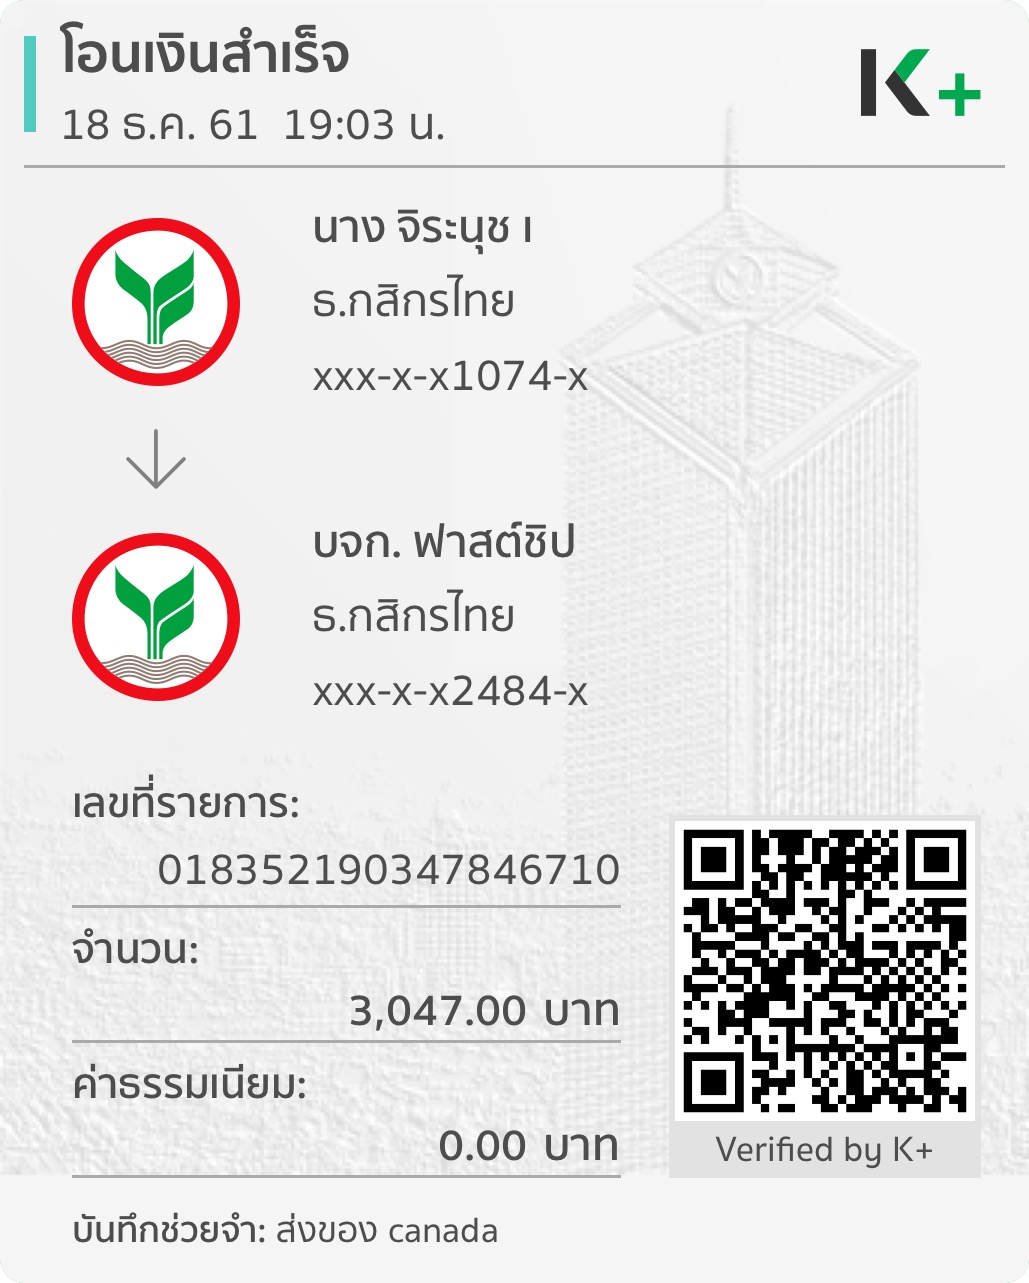 โอนเงินสำเร็จ
18 ธ.ค. 61 19:03 น.
K+
นาง จิระนุช เ
ธ.กสิกรไทย
xxx-x-x1074-x
บจก. ฟาสต์ชิป
ธ.กสิกรไทย
xxx-x-x2484-x
เลขที่รายการ:
018352190347846710
จำนวน:
3,047.00 บาท
ค่าธรรมเนียม:
0.00 บาท
Verified by K+
บันทึกช่วยจำ: ส่งของ canada